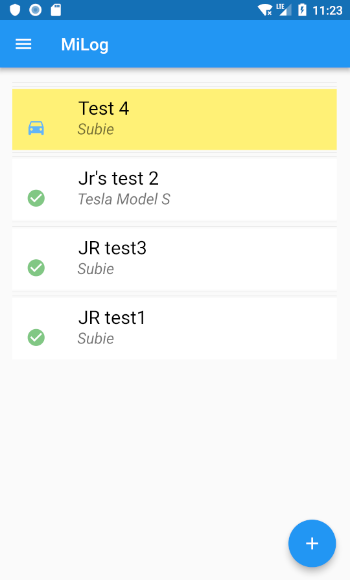 LTE 11:23
MiLog
Test 4
Subie
Jr's test 2
Tesla Model S
JR test3
Subie
JR test1
Subie